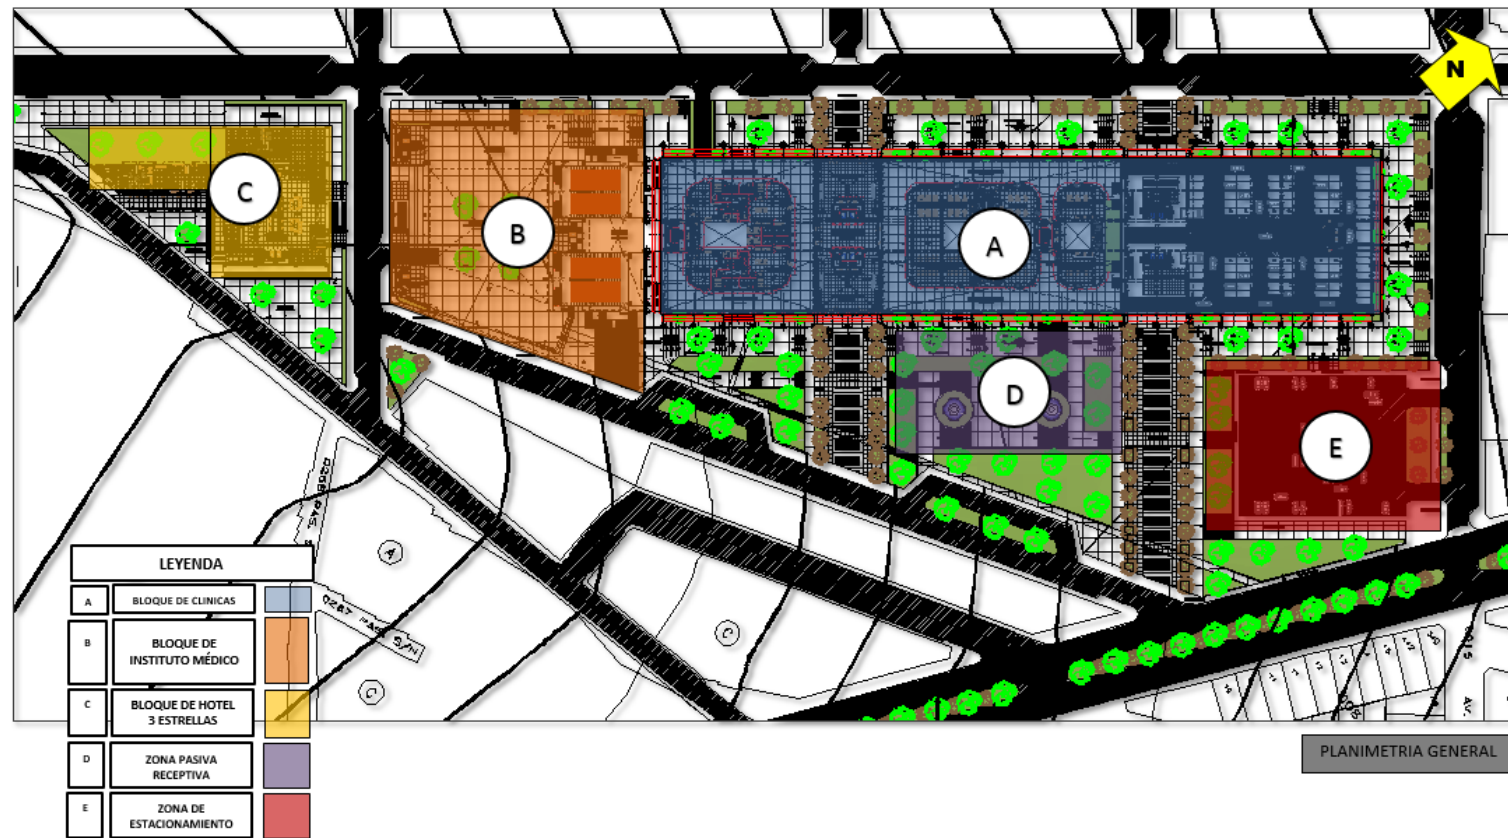 N
C
B
A
D
E
A
C
C
LEYENDA
A
BLOQUE DE CLINICAS
B
BLOQUE DE
INSTITUTO MÉDICO
C
BLOQUE DE HOTEL
3 ESTRELLAS
D
ZONA PASIVA
RECEPTIVA
E
ZONA DE
ESTACIONAMIENTO
AV.
PLANIMETRIA GENERAL